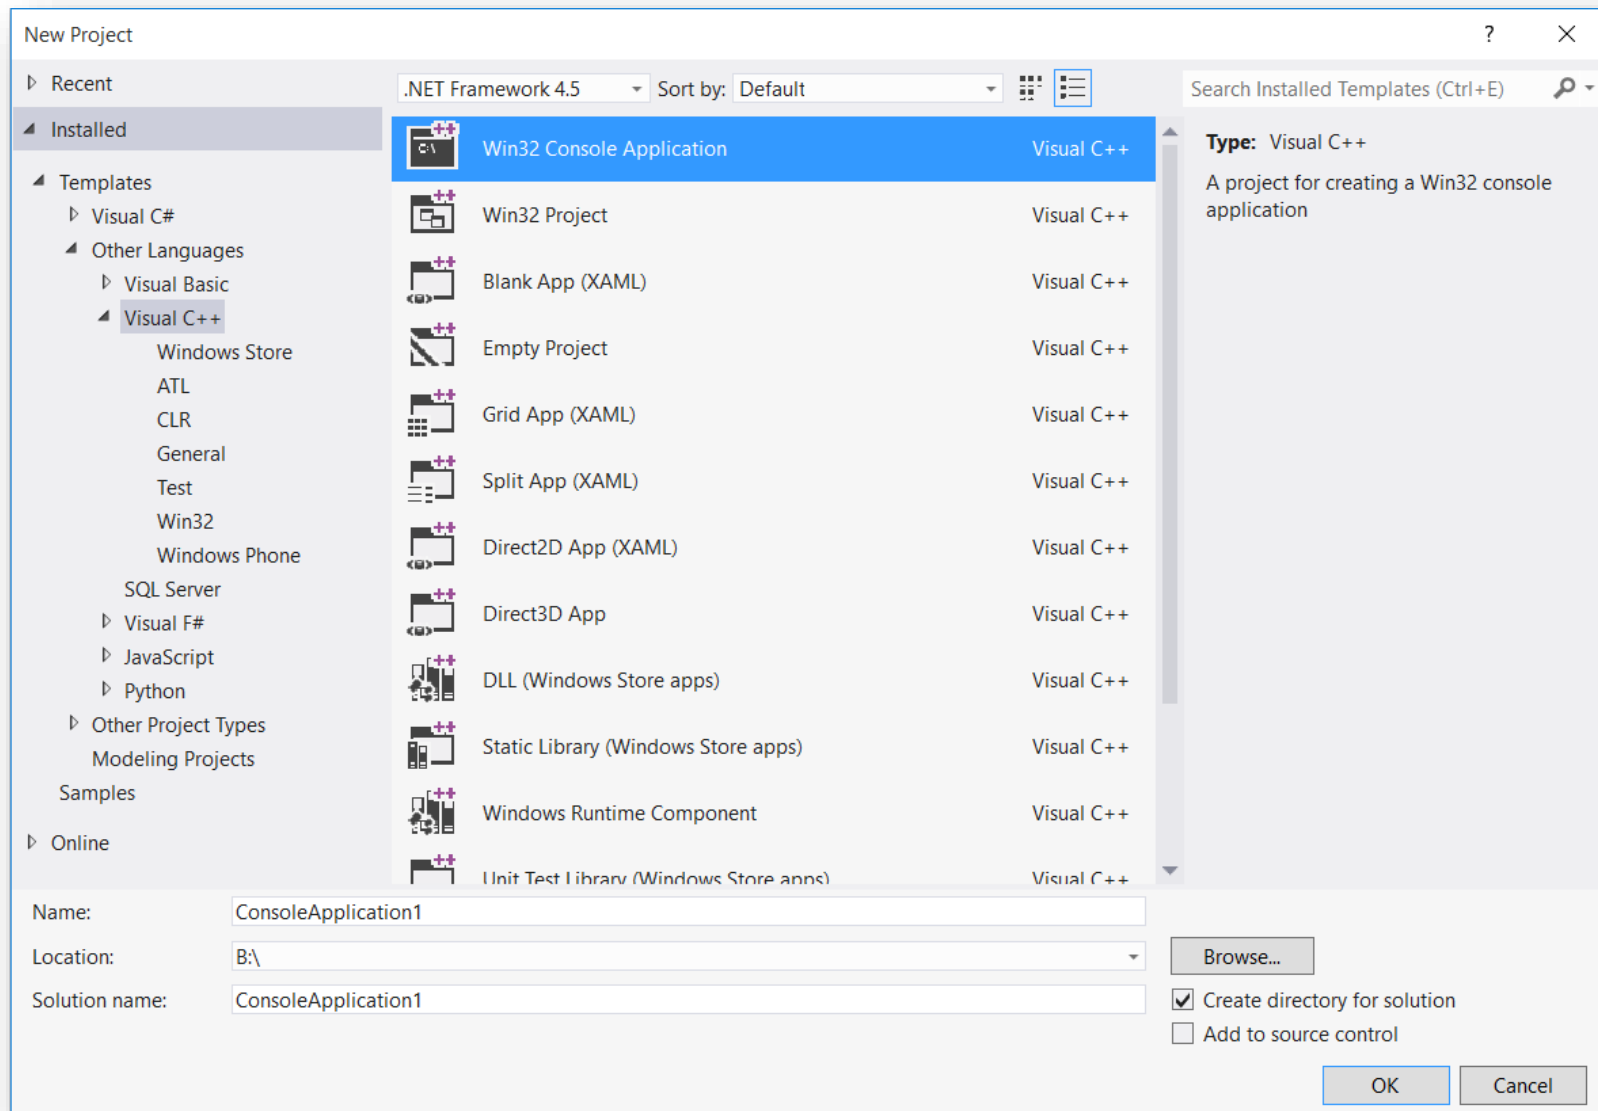 New Project
?
Recent
Installed
Templates
Visual C#
Other Languages
Visual Basic
Visual C++
Windows Store
ATL
CLR
General
Test
Win32
Windows Phone
SQL Server
Visual F#
JavaScript
Python
Other Project Types
Modeling Projects
Samples
Online
.NET Framework 4.5
Sort by: Default
Search Installed Templates (Ctrl+E)
Win32 Console Application Visual C++
Win32 Project Visual C++
Blank App (XAML) Visual C++
Empty Project Visual C++
Grid App (XAML) Visual C++
Split App (XAML) Visual C++
Direct2D App (XAML) Visual C++
Direct3D App Visual C++
DLL (Windows Store apps) Visual C++
Static Library (Windows Store apps) Visual C++
Windows Runtime Component Visual C++
Unit Test Library (Windows Store apps) Visual C++
Type: Visual C++
A project for creating a Win32 console
application
Name: ConsoleApplication1
Location: B:\
Browse...
Solution name: ConsoleApplication1
Create directory for solution
Add to source control
OK
Cancel